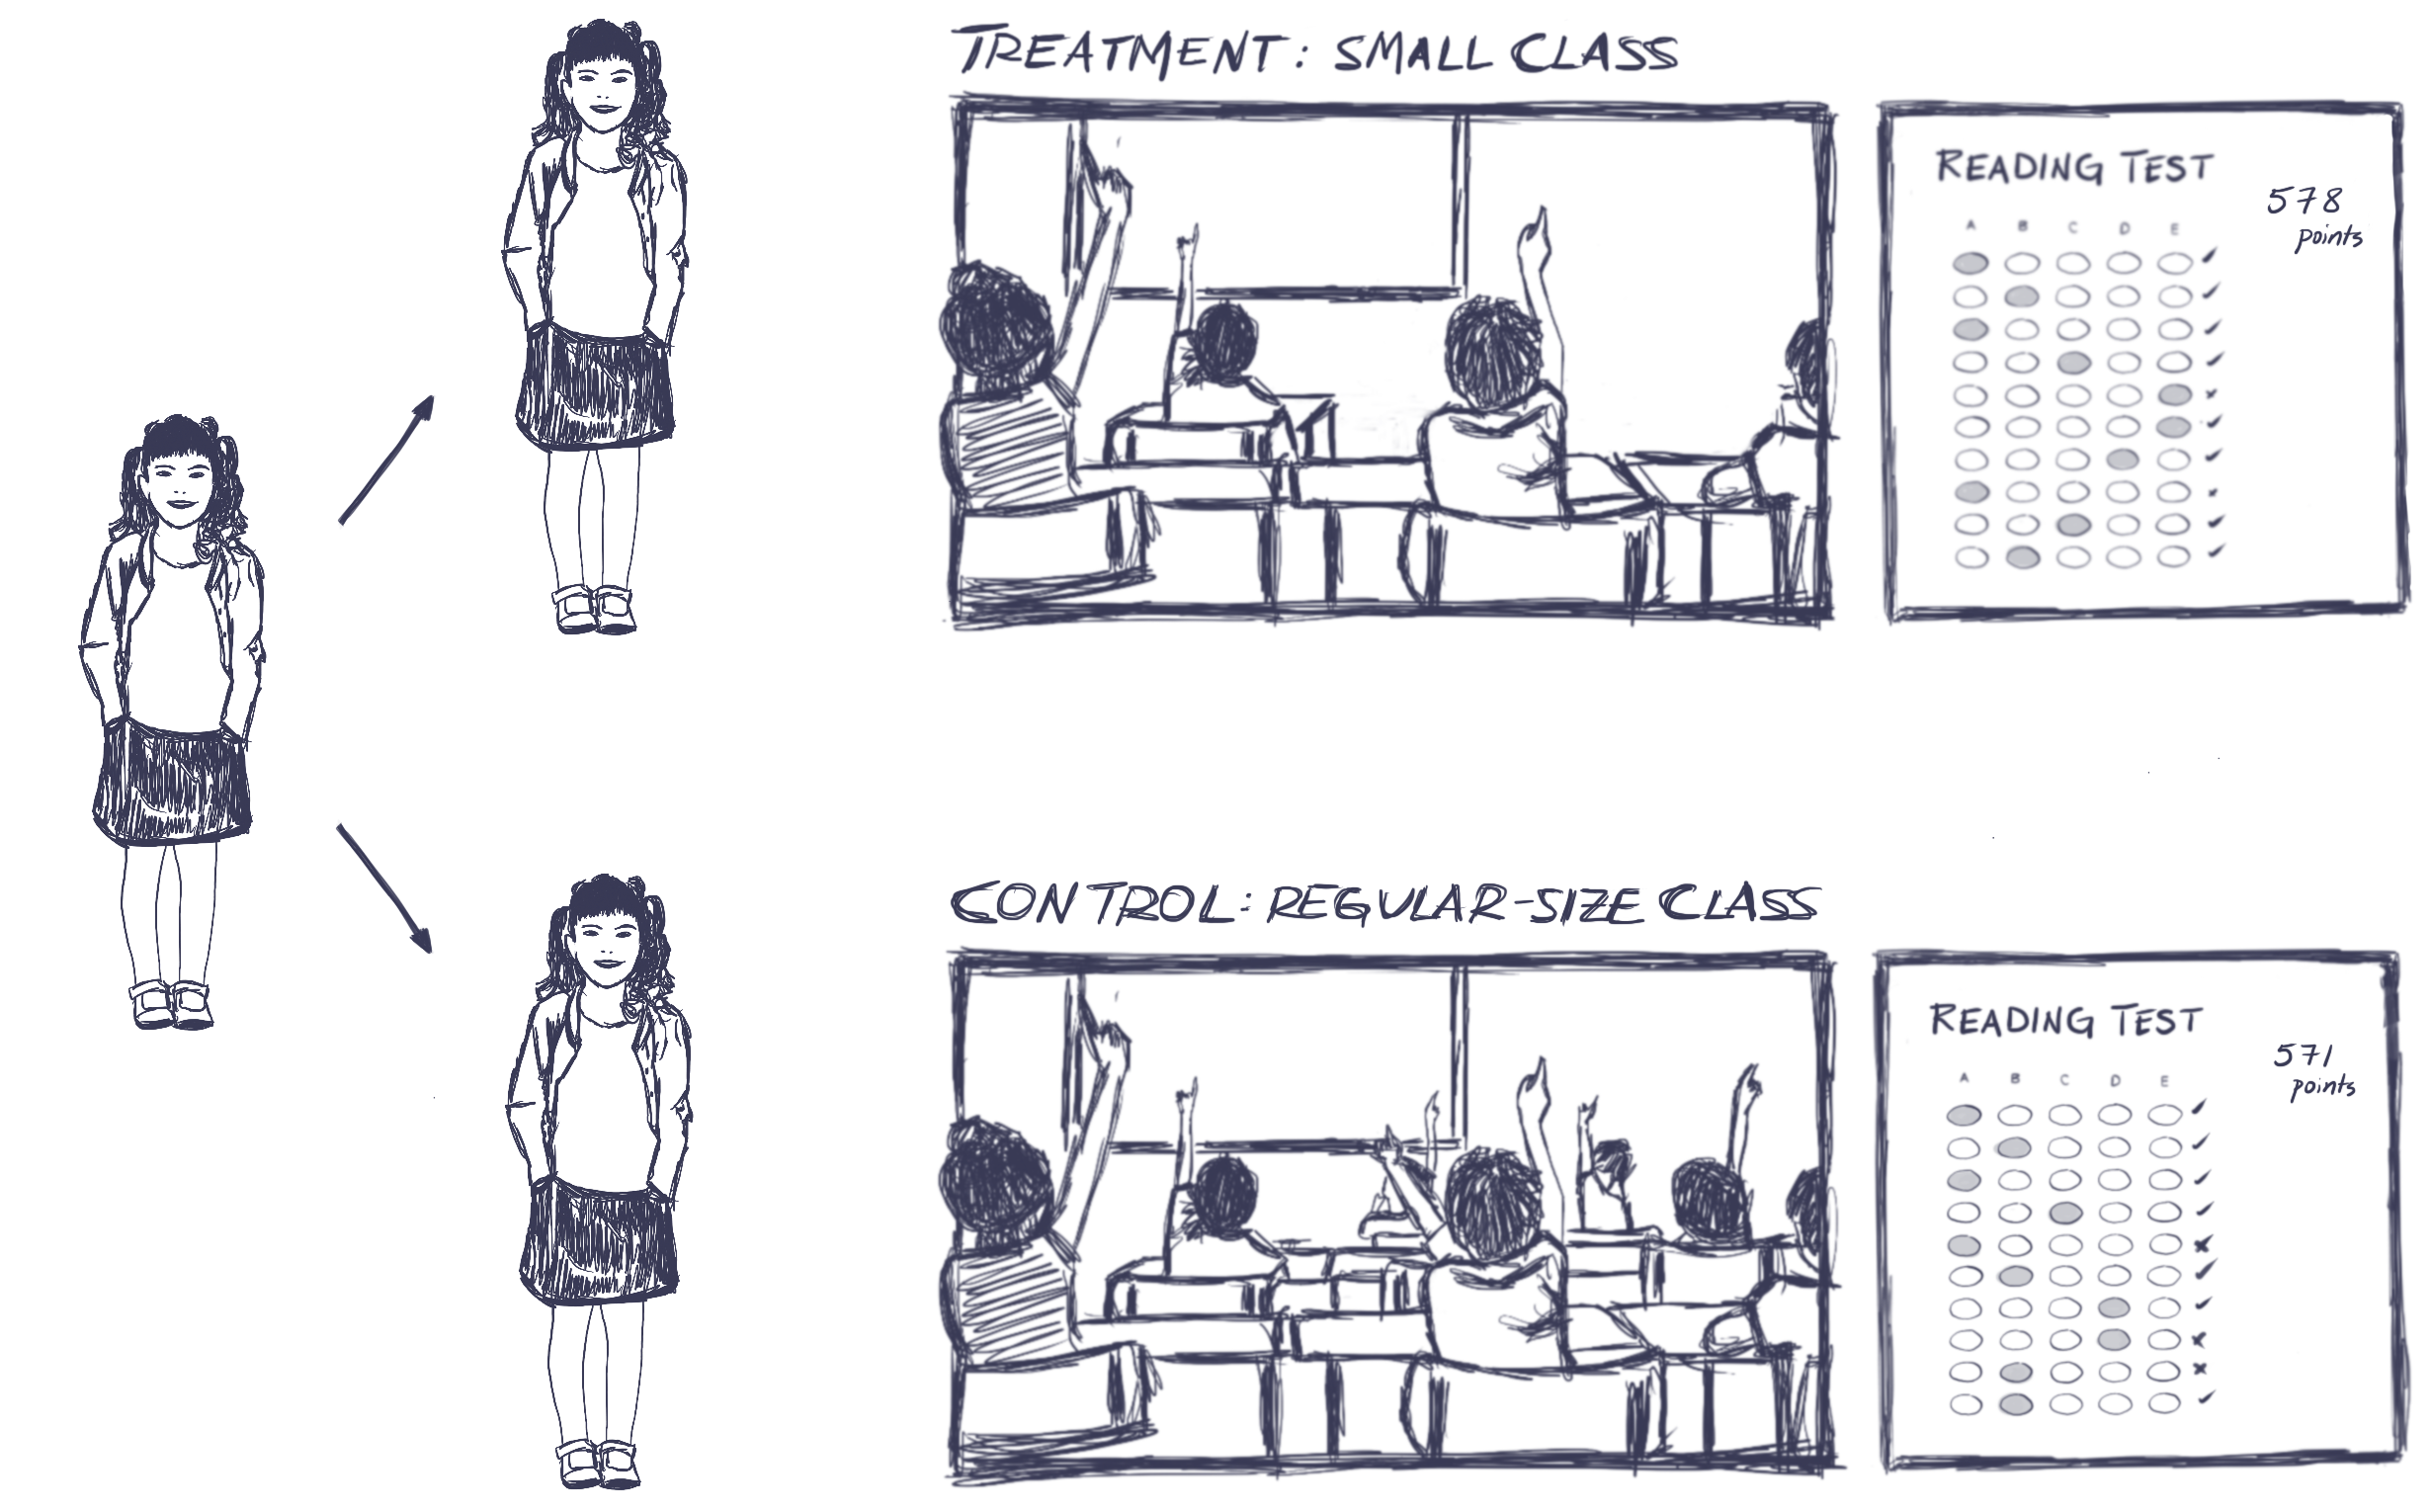 TREATMENT: SMALL CLASS
READING TEST
578
points
A B C D E
CONTROL: REGULAR-SIZE CLASS
READING TEST
571
points
A B C D E